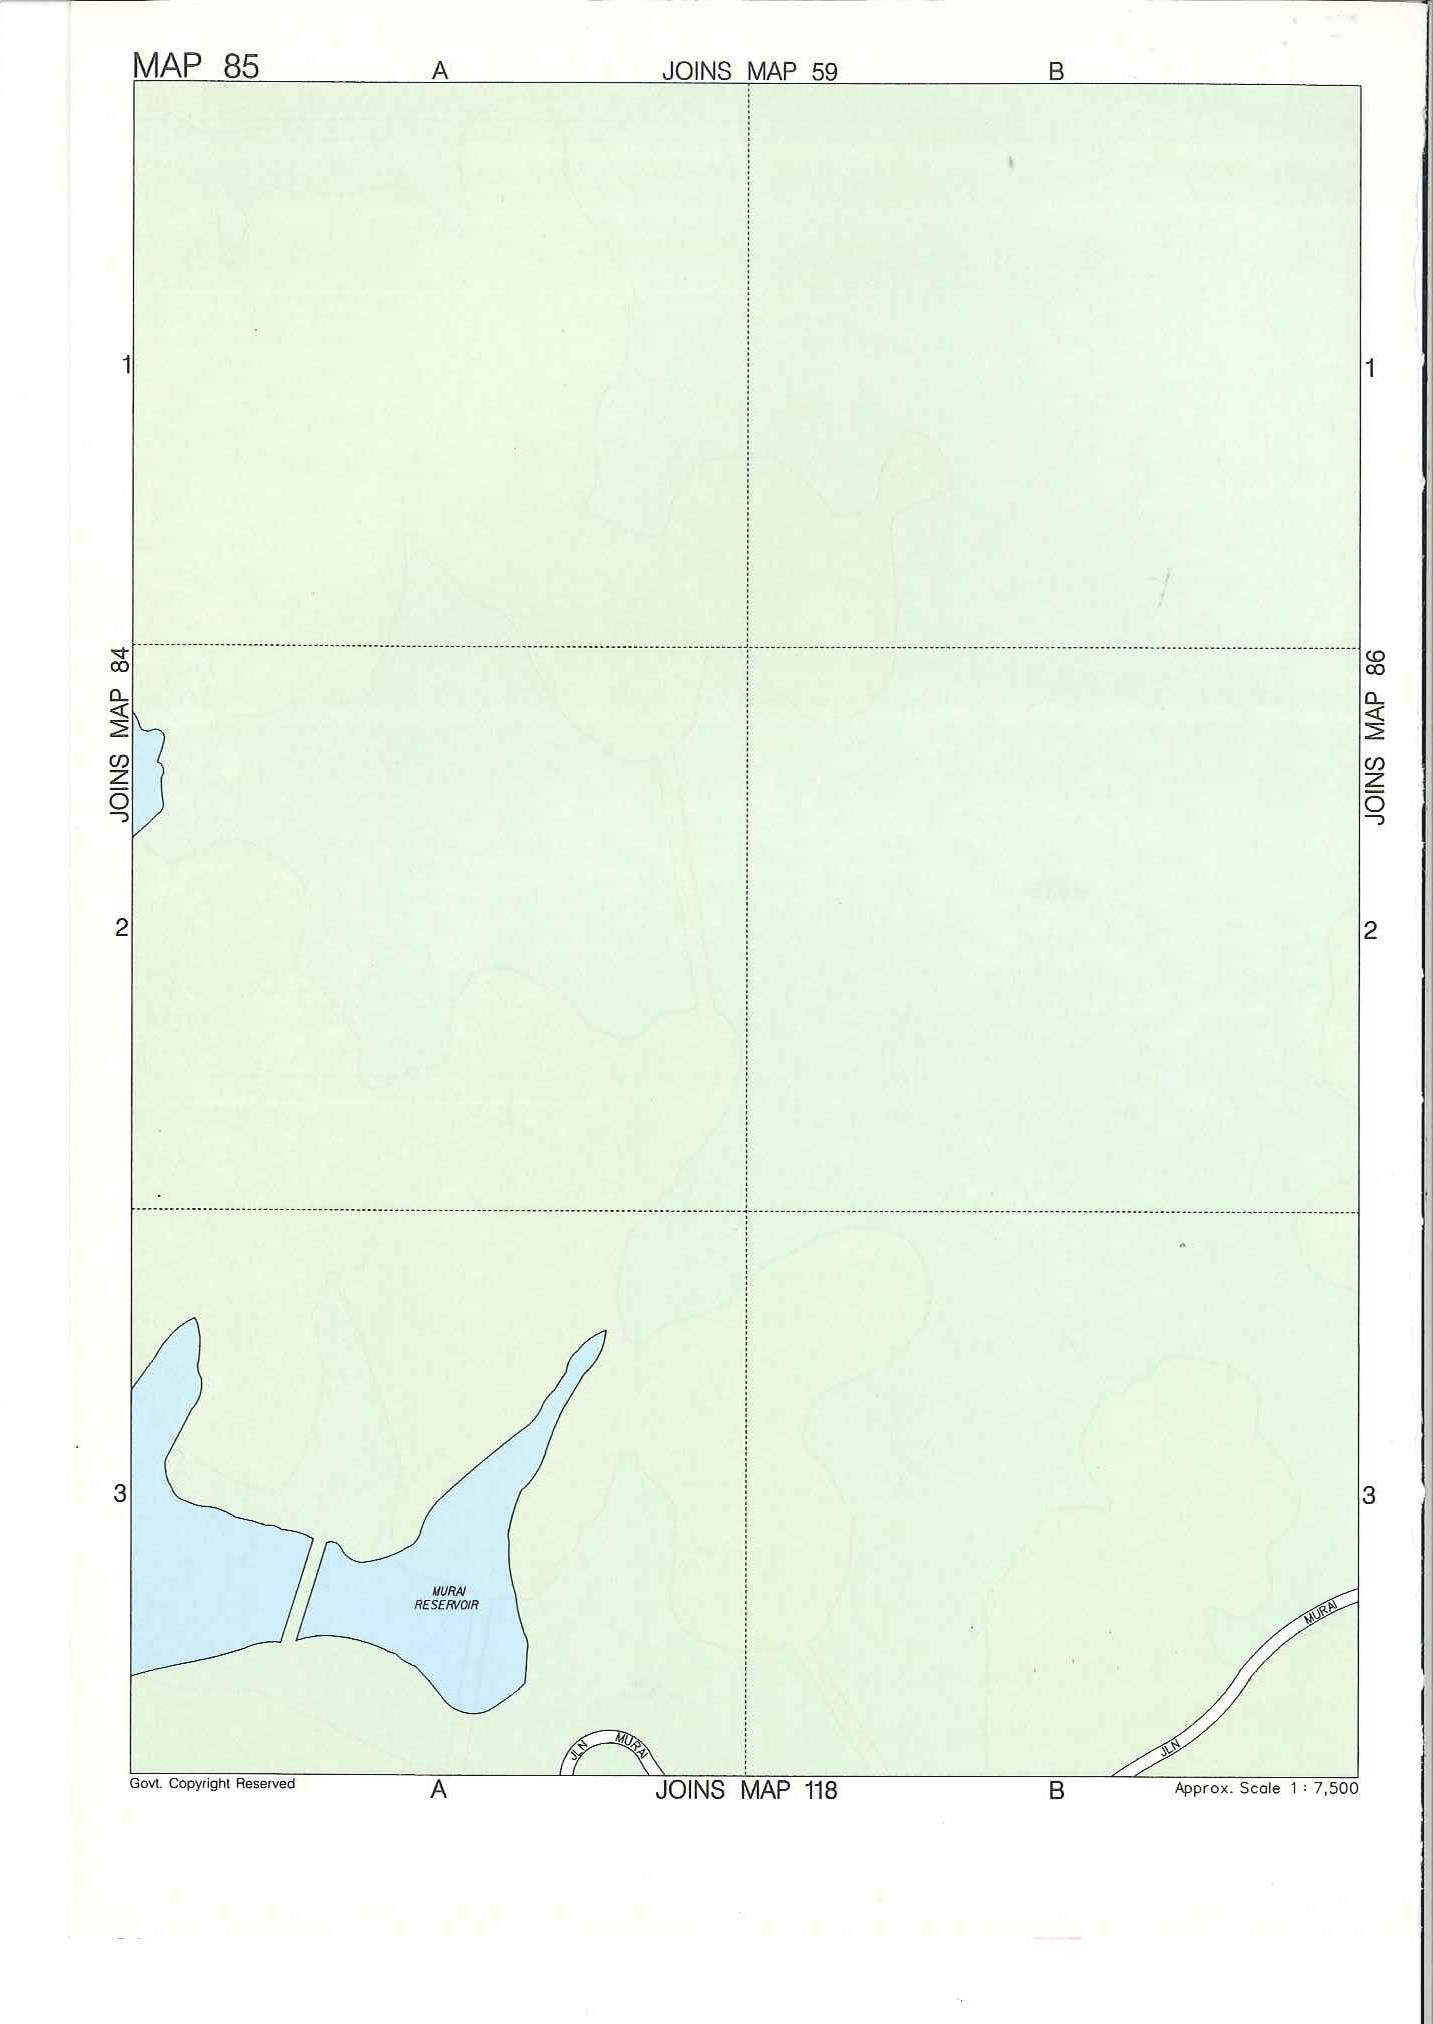 MAP 85
A
JOINS MAP 59
B
1
1
JOINS MAP 84
JOINS MAP 86
2
2
3
3
MURAI
RESERVOIR
MURAI
JLN
JLN MURAI
Govt. Copyright Reserved
A
JOINS MAP 118
B
Approx. Scale 1 : 7,500